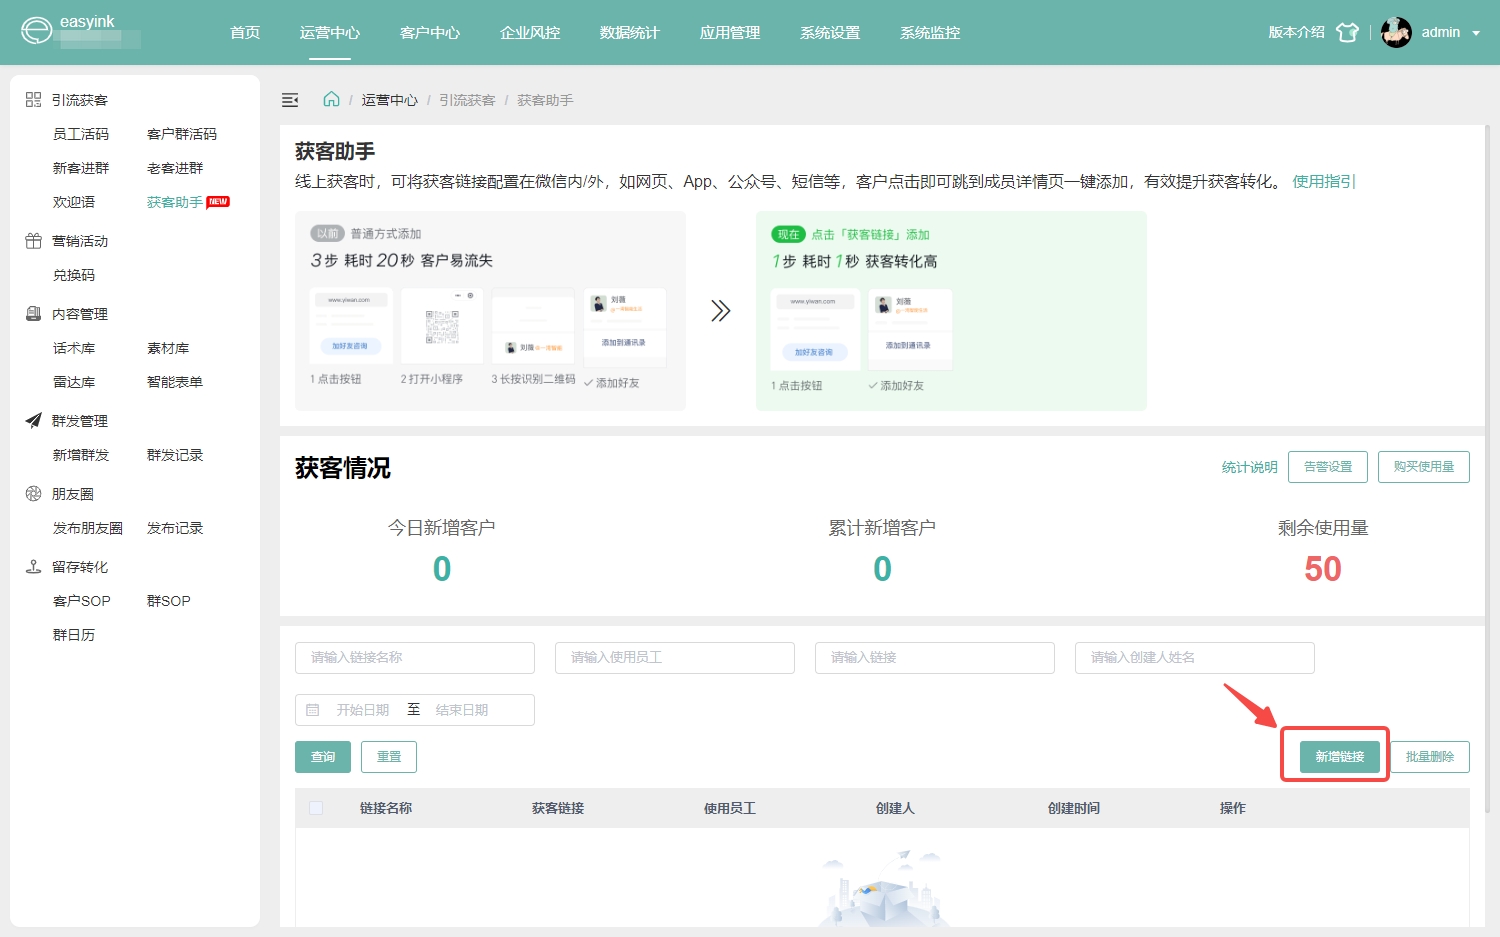 easyink
首页 运营中心 客户中心 企业风控 数据统计 应用管理 系统设置 系统监控
版本介绍 admin
引流获客
员工活码 客户群活码
新客进群 老客进群
欢迎语 获客助手 NEW
营销活动
兑换码
内容管理
话术库 素材库
雷达库 智能表单
群发管理
新增群发 群发记录
朋友圈
发布朋友圈 发布记录
留存转化
客户SOP 群SOP
群日历
/ 运营中心 / 引流获客 / 获客助手
获客助手
线上获客时，可将获客链接配置在微信内/外，如网页、App、公众号、短信等，客户点击即可跳到成员详情页一键添加，有效提升获客转化。 使用指引
以前 普通方式添加
3步 耗时20秒 客户易流失
www.yiwan.com
加好友咨询
刘薇
刘薇
添加到通讯录
1 点击按钮 2 打开小程序 3 长按识别二维码 添加好友
现在 点击「获客链接」添加
1步 耗时1秒 获客转化高
www.yiwan.com
加好友咨询
刘薇
添加到通讯录
1 点击按钮 添加好友
获客情况
统计说明 告警设置 购买使用量
今日新增客户 累计新增客户 剩余使用量
0 0 50
请输入链接名称 请输入使用员工 请输入链接 请输入创建人姓名
开始日期 至 结束日期
查询 重置 新增链接 批量删除
链接名称 获客链接 使用员工 创建人 创建时间 操作